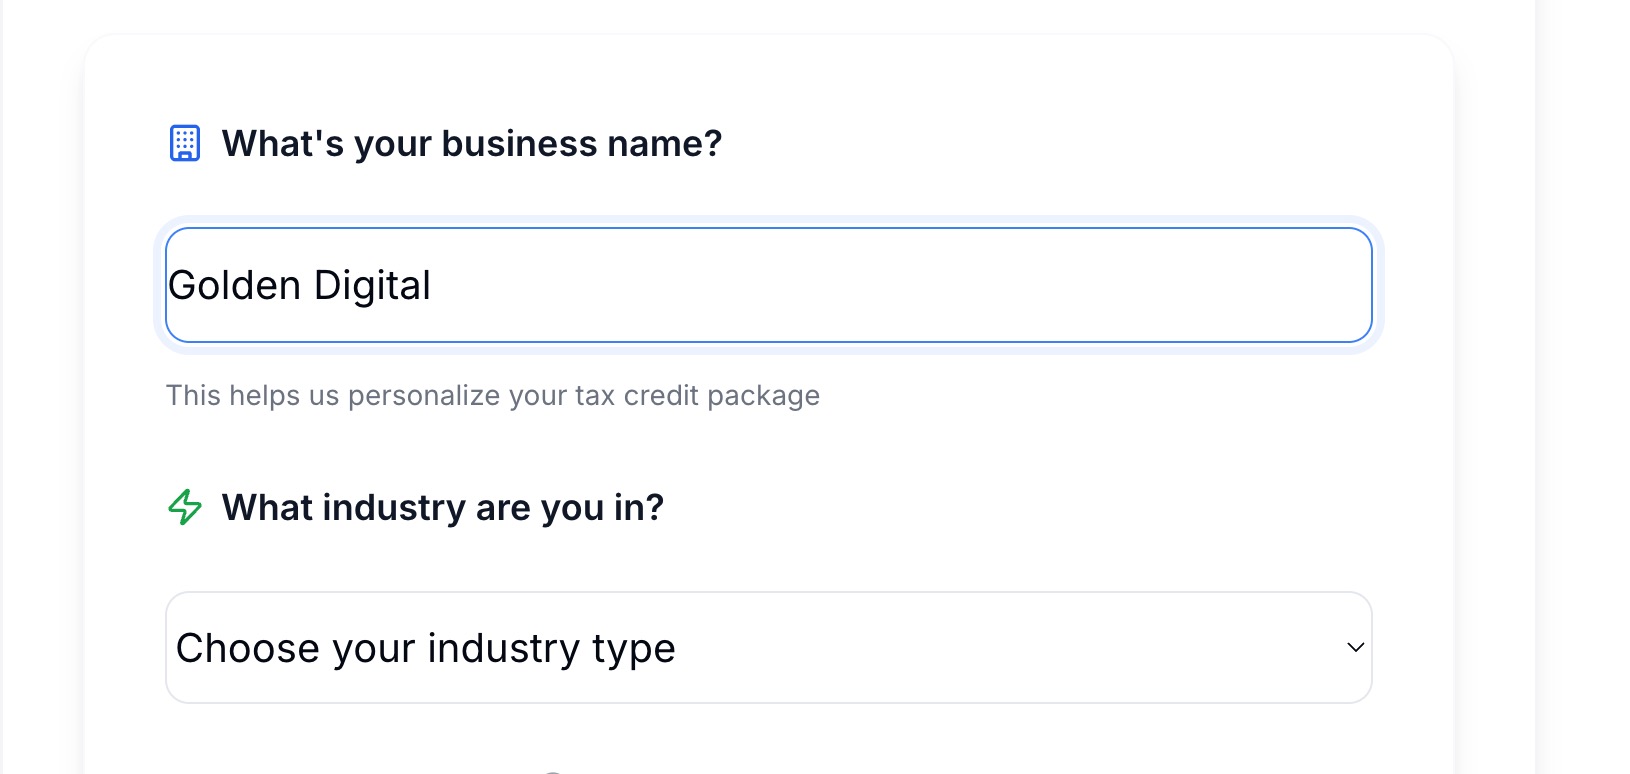 What's your business name?
Golden Digital
This helps us personalize your tax credit package
What industry are you in?
Choose your industry type